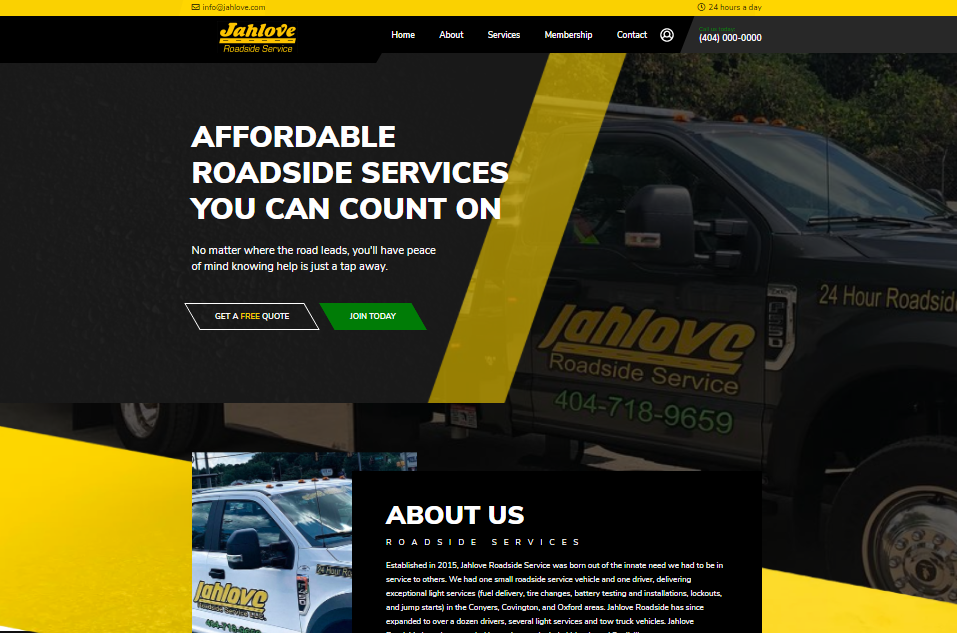 info@jahlove.com
24 hours a day
Jahlove
Roadside Service
Home
About
Services
Membership
Contact
(404) 000-0000
AFFORDABLE
ROADSIDE SERVICES
YOU CAN COUNT ON
No matter where the road leads, you'll have peace
of mind knowing help is just a tap away.
GET A FREE QUOTE
JOIN TODAY
24 Hour Roadsid
F250
Jahlove
Roadside Service
404-718-9659
ABOUT US
ROADSIDE SERVICES
Established in 2015, Jahlove Roadside Service was born out of the innate need we had to be in
service to others. We had one small roadside service vehicle and one driver, delivering
exceptional light services (fuel delivery, tire changes, battery testing and installations, lockouts,
and jump starts) in the Conyers, Covington, and Oxford areas. Jahlove Roadside has since
expanded to over a dozen drivers, several light services and tow truck vehicles. Jahlove
24 Hour Ro
Jahlove